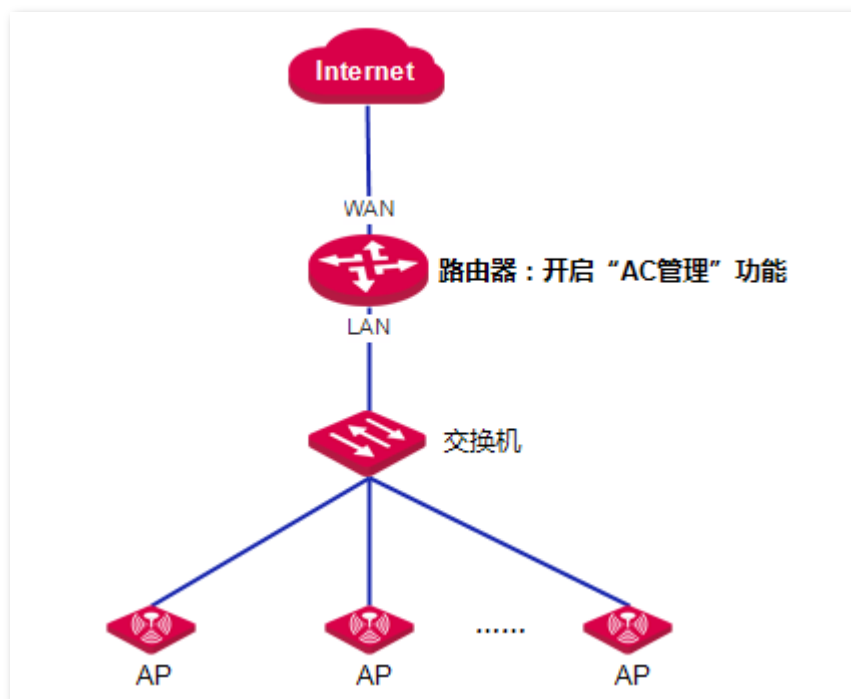 Internet
WAN
路由器：开启“AC管理”功能
LAN
交换机
......
AP
AP
AP